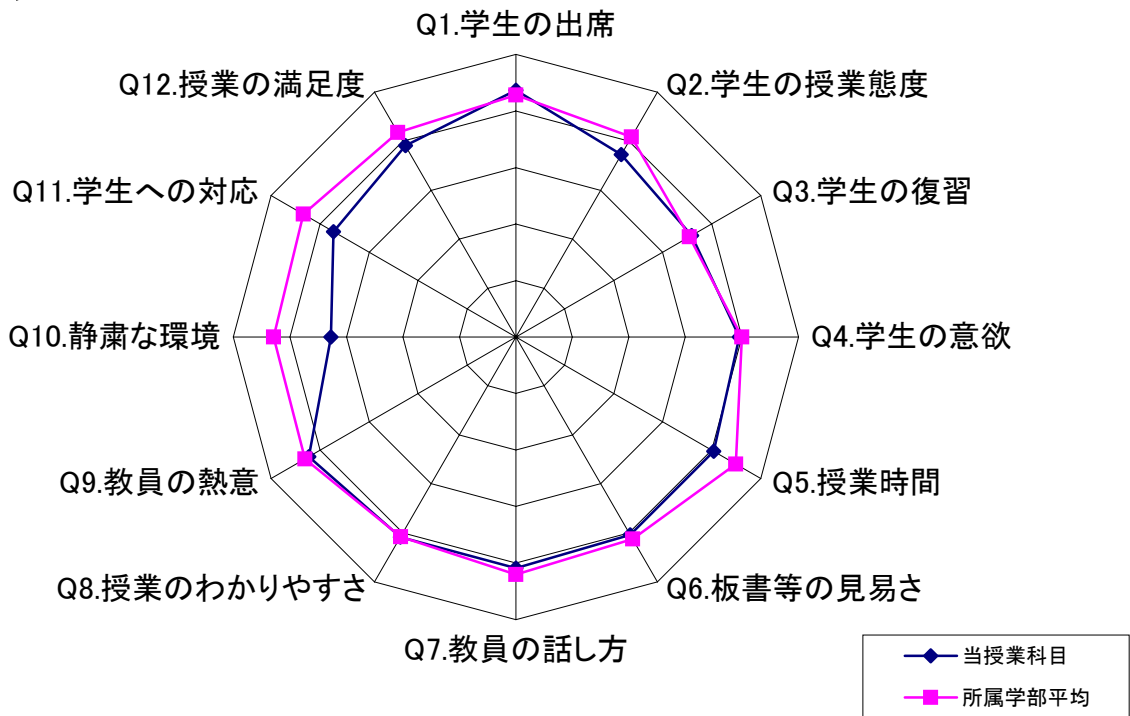 Q1.学生の出席
Q2.学生の授業態度
Q3.学生の復習
Q4.学生の意欲
Q5.授業時間
Q6.板書等の見易さ
Q7.教員の話し方
Q8.授業のわかりやすさ
Q9.教員の熱意
Q10.静粛な環境
Q11.学生への対応
Q12.授業の満足度
当授業科目
所属学部平均